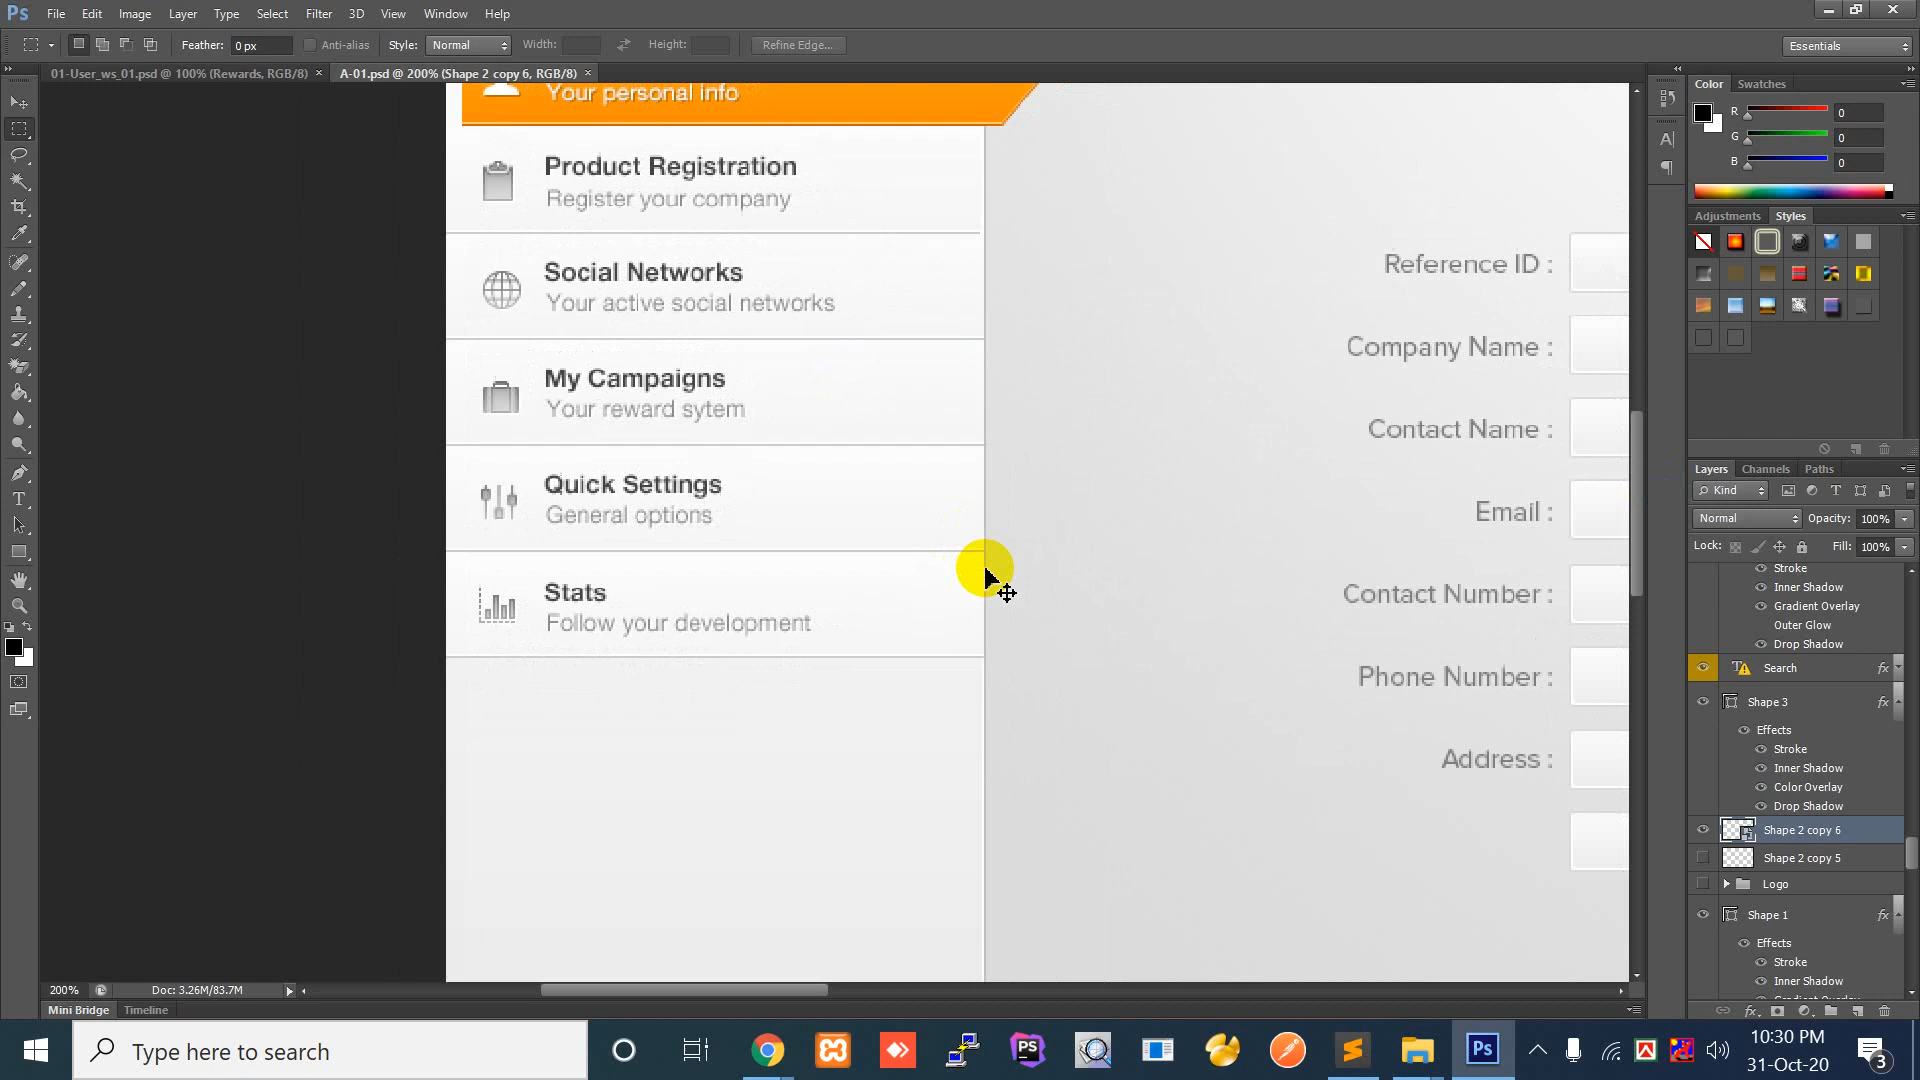 Ps File Edit Image Layer Type Select Filter 3D View Window Help
Feather: 0 px Anti-alias Style: Normal Width: Height: Refine Edge... Essentials
01-User_ws_01.psd @ 100% (Rewards, RGB/8) × A-01.psd @ 200% (Shape 2 copy 6, RGB/8) ×
Your personal info
Product Registration
Register your company
Social Networks
Your active social networks
My Campaigns
Your reward sytem
Quick Settings
General options
Stats
Follow your development
Reference ID :
Company Name :
Contact Name :
Email :
Contact Number :
Phone Number :
Address :
Color Swatches
R 0
G 0
B 0
Adjustments Styles
Layers Channels Paths
Kind
Normal Opacity: 100%
Lock: Fill: 100%
Stroke
Inner Shadow
Gradient Overlay
Outer Glow
Drop Shadow
Search fx
Shape 3 fx
Effects
Stroke
Inner Shadow
Color Overlay
Drop Shadow
Shape 2 copy 6
Shape 2 copy 5
Logo
Shape 1 fx
Effects
Stroke
Inner Shadow
200% Doc: 3.26M/83.7M
Mini Bridge Timeline
Type here to search
PS
Ps
10:30 PM
31-Oct-20
3